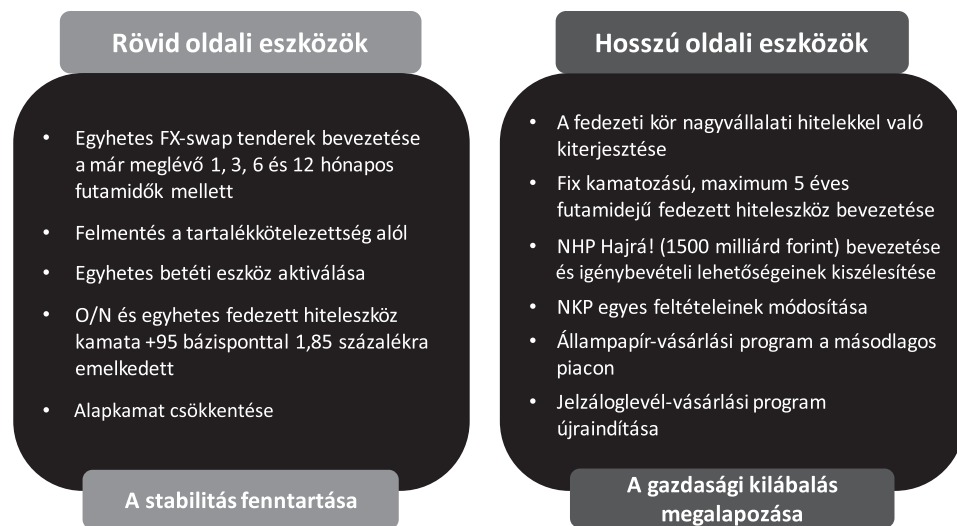 Rövid oldali eszközök
• Egyhetes FX-swap tenderek bevezetése
a már meglévő 1, 3, 6 és 12 hónapos
futamidők mellett
• Felmentés a tartalékkötelezettség alól
• Egyhetes betéti eszköz aktiválása
• O/N és egyhetes fedezett hiteleszköz
kamata +95 bázisponttal 1,85 százalékra
emelkedett
• Alapkamat csökkentése
A stabilitás fenntartása
Hosszú oldali eszközök
• A fedezeti kör nagyvállalati hitelekkel való
kiterjesztése
• Fix kamatozású, maximum 5 éves
futamidejű fedezett hiteleszköz bevezetése
• NHP Hajrá! (1500 milliárd forint) bevezetése
és igénybevételi lehetőségeinek kiszélesítése
• NKP egyes feltételeinek módosítása
• Állampapír-vásárlási program a másodlagos
piacon
• Jelzáloglevél-vásárlási program
újraindítása
A gazdasági kilábalás
megalapozása